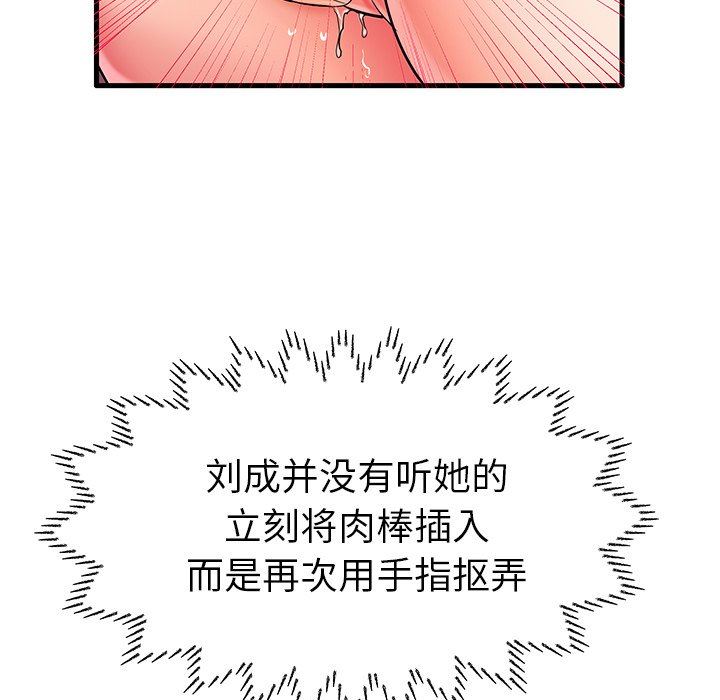 刘成并没有听她的
立刻将肉棒插入
而是再次用手指抠弄